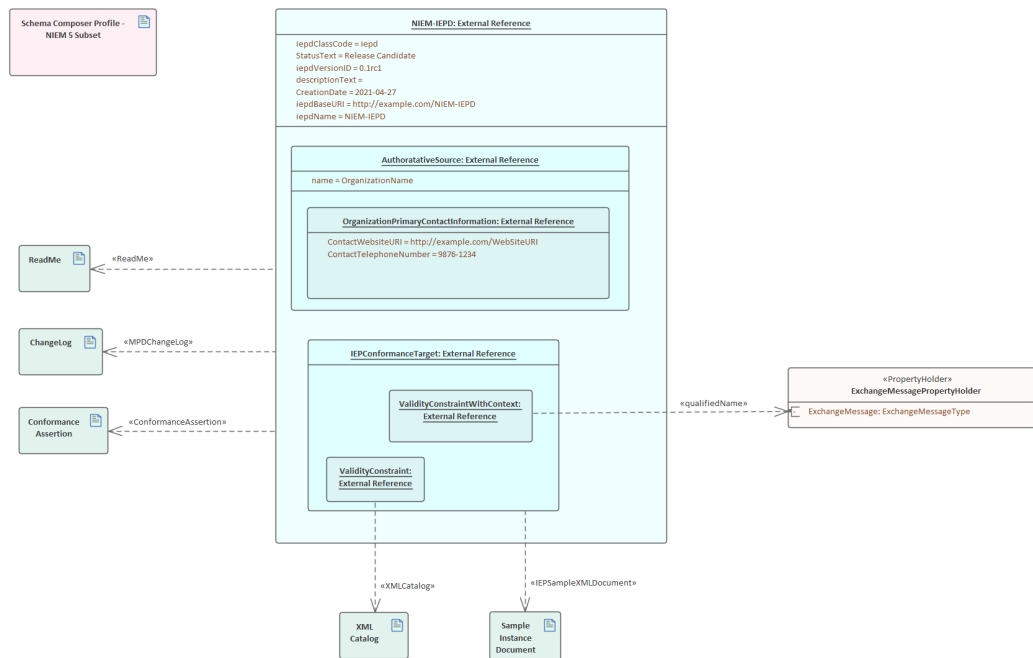 Schema Composer Profile -
NIEM 5 Subset
NIEM-IEPD: External Reference
iepdClassCode = iepd
StatusText = Release Candidate
iepdVersionID = 0.1rc1
descriptionText =
CreationDate = 2021-04-27
iepdBaseURI = http://example.com/NIEM-IEPD
iepdName = NIEM-IEPD
AuthoratativeSource: External Reference
name = OrganizationName
OrganizationPrimaryContactInformation: External Reference
ContactWebsiteURI = http://example.com/WebSiteURI
ContactTelephoneNumber = 9876-1234
ReadMe
«ReadMe»
ChangeLog
«MPDChangeLog»
IEPConformanceTarget: External Reference
ValidityConstraintWithContext:
External Reference
«qualifiedName»
«PropertyHolder»
ExchangeMessagePropertyHolder
ExchangeMessage: ExchangeMessageType
Conformance
Assertion
«ConformanceAssertion»
ValidityConstraint:
External Reference
«XMLCatalog»
«IEPSampleXMLDocument»
XML
Catalog
Sample
Instance
Document